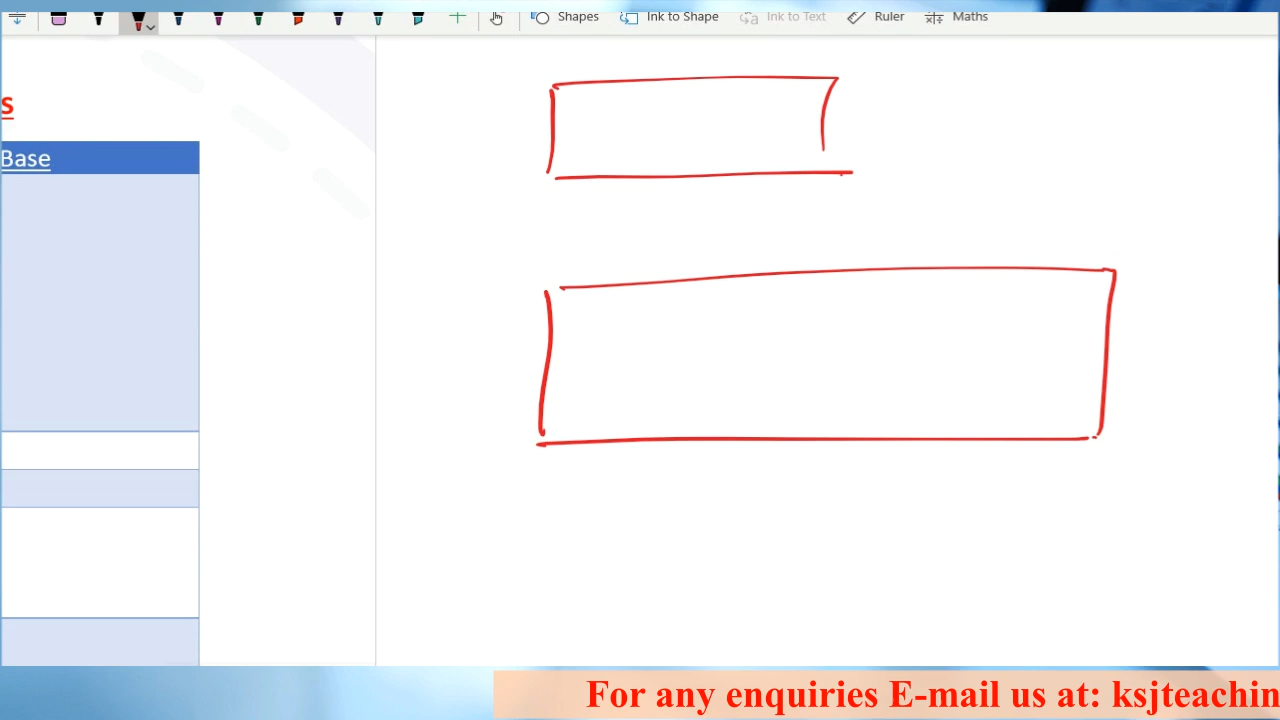 Shapes Ink to Shape Ink to Text Ruler Maths
s
Base
For any enquiries E-mail us at: ksjteachin